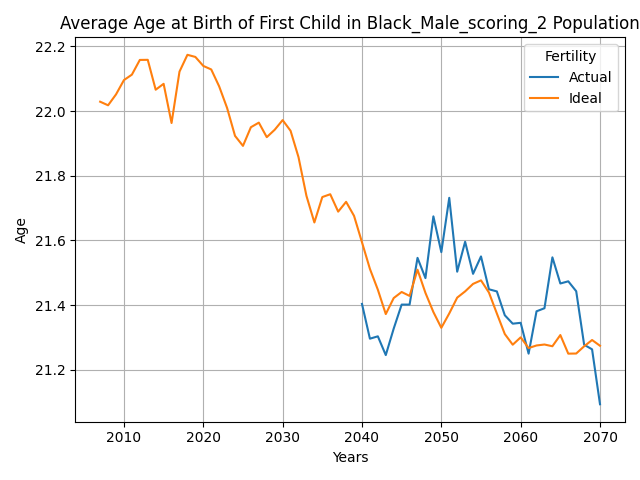 Average Age at Birth of First Child in Black_Male_scoring_2 Population
Fertility
Actual
Ideal
22.2
22.0
21.8
21.6
21.4
21.2
Age
2010 2020 2030 2040 2050 2060 2070
Years